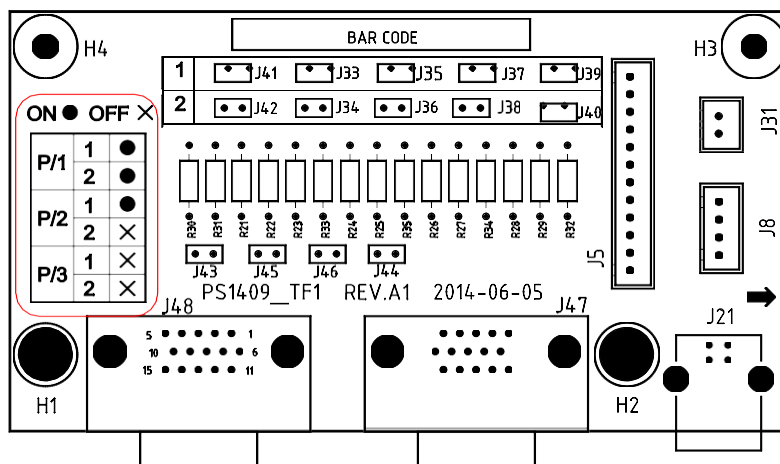 BAR CODE
H4
H3
1 J41 J33 J35 J37 J39
2 J42 J34 J36 J38 J40
ON ● OFF ×
P/1 1 ●
2 ●
P/2 1 ●
2 ×
P/3 1 ×
2 ×
J31
J8
J5
R30 R31 R21 R22 R23 R33 R24 R25 R35 R26 R27 R34 R28 R29 R32
J43 J45 J46 J44
PS1409_TF1 REV.A1 2014-06-05
J48
J47
J21
5 1
10 6
15 11
H1
H2